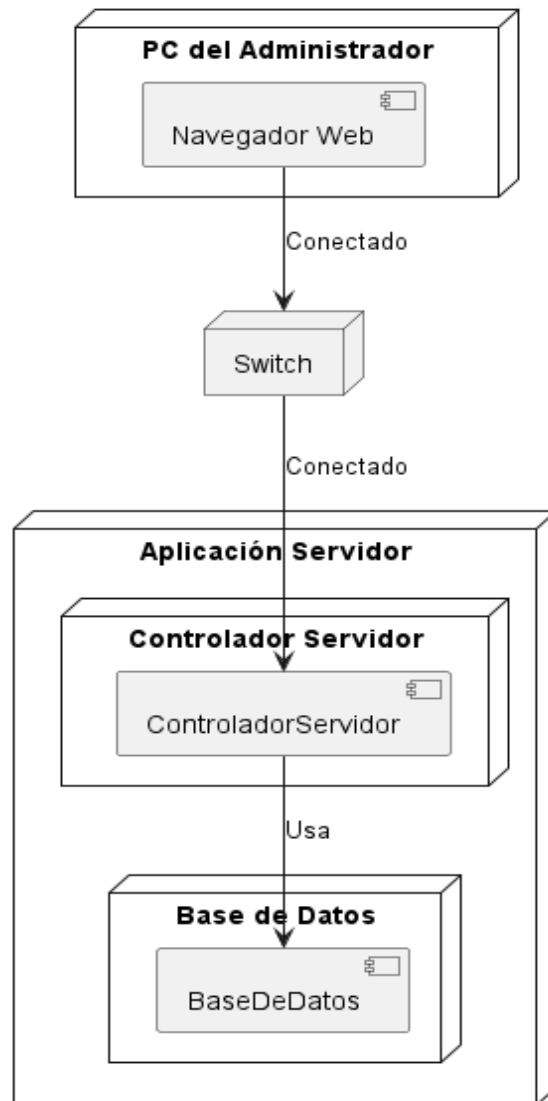 PC del Administrador
Navegador Web
Conectado
Switch
Conectado
Aplicación Servidor
Controlador Servidor
ControladorServidor
Usa
Base de Datos
BaseDeDatos